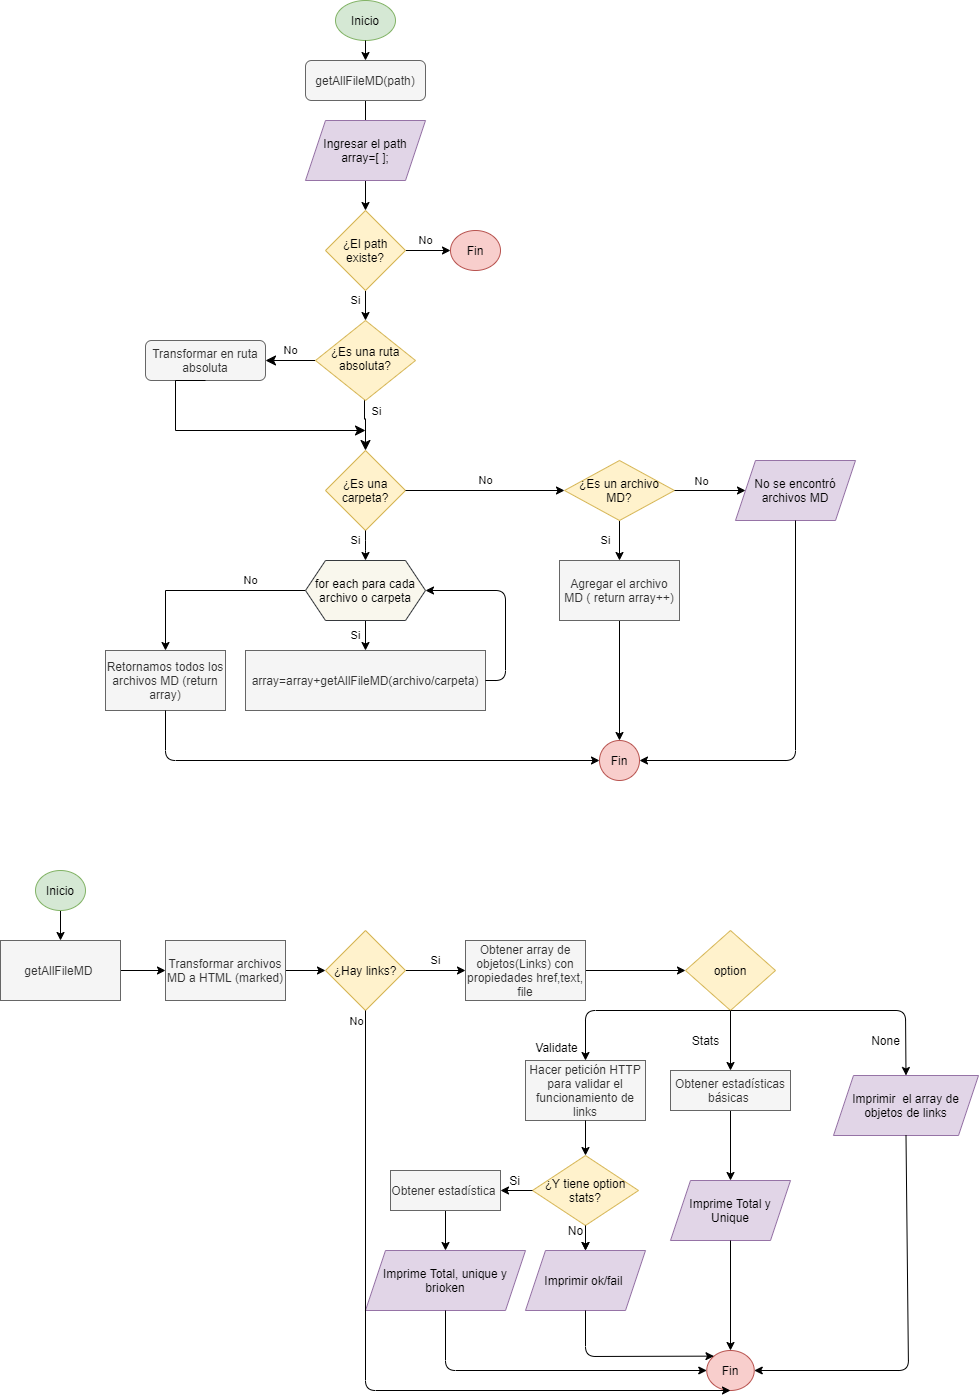 Inicio
getAllFileMD(path)
Ingresar el path
array=[ ];
¿El path
existe?
No
Fin
Si
¿Es una ruta
absoluta?
No
Transformar en ruta
absoluta
Si
¿Es una
carpeta?
No
¿Es un archivo
MD?
No
No se encontró
archivos MD
Si
Si
for each para cada
archivo o carpeta
No
Agregar el archivo
MD ( return array++)
Si
Retornamos todos los
archivos MD (return
array)
array=array+getAllFileMD(archivo/carpeta)
Fin
Inicio
getAllFileMD
Transformar archivos
MD a HTML (marked)
¿Hay links?
Si
Obtener array de
objetos(Links) con
propiedades href,text,
file
option
No
Validate
Stats
None
Hacer petición HTTP
para validar el
funcionamiento de
links
Obtener estadísticas
básicas
Imprimir  el array de
objetos de links
Obtener estadística
Si
¿Y tiene option
stats?
Imprime Total y
Unique
No
Imprime Total, unique y
brioken
Imprimir ok/fail
Fin